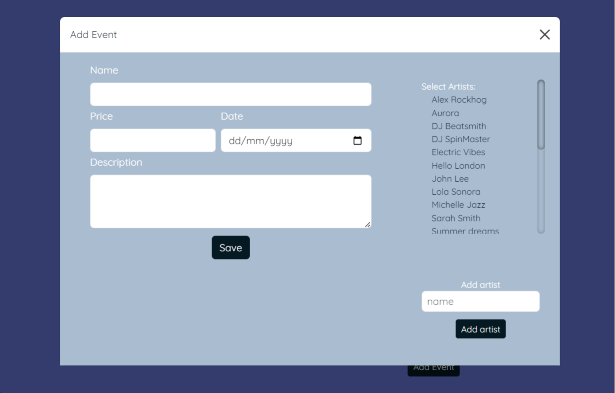 Add Event
Name
Price
Date
dd/mm/yyyy
Description
Save
Select Artists:
Alex Rockhog
Aurora
DJ Beatsmith
DJ SpinMaster
Electric Vibes
Hello London
John Lee
Lola Sonora
Michelle Jazz
Sarah Smith
Summer dreams
Add artist
name
Add artist
Add Event